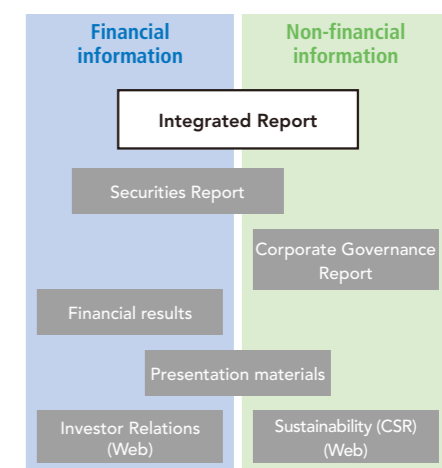 Financial
information
Non-financial
information
Integrated Report
Securities Report
Corporate Governance
Report
Financial results
Presentation materials
Investor Relations
(Web)
Sustainability (CSR)
(Web)